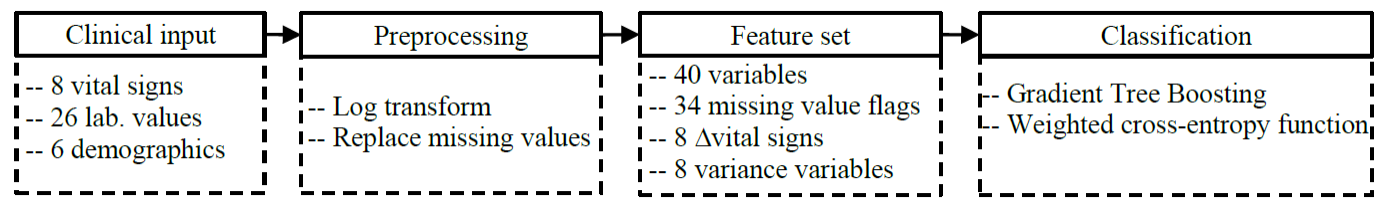 Clinical input
-- 8 vital signs
-- 26 lab. values
-- 6 demographics
Preprocessing
-- Log transform
-- Replace missing values
Feature set
-- 40 variables
-- 34 missing value flags
-- 8 Δvital signs
-- 8 variance variables
Classification
-- Gradient Tree Boosting
-- Weighted cross-entropy function